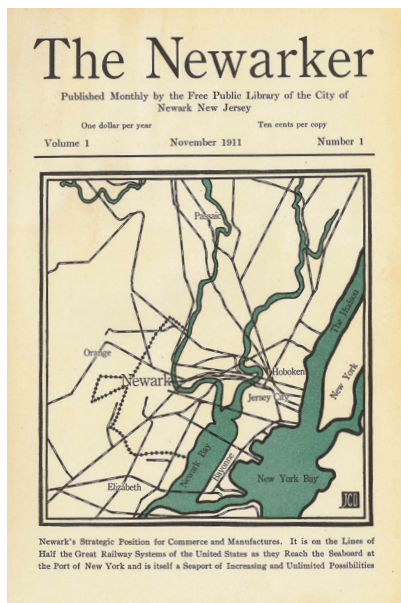 The Newarker
Published Monthly by the Free Public Library of the City of
Newark New Jersey
One dollar per year Ten cents per copy
Volume 1 November 1911 Number 1
Passaic
The Hudson
Orange
Hoboken
Newark
New York
Jersey City
Newark Bay
Bayonne
New York Bay
Elizabeth
JCD
Newark's Strategic Position for Commerce and Manufactures. It is on the Lines of
Half the Great Railway Systems of the United States as they Reach the Seaboard at
the Port of New York and is itself a Seaport of Increasing and Unlimited Possibilities